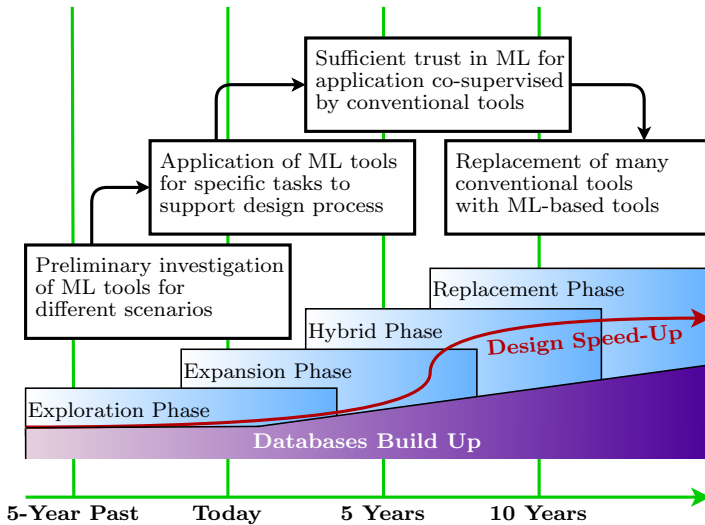 Sufficient trust in ML for
application co-supervised
by conventional tools
Application of ML tools
for specific tasks to
support design process
Replacement of many
conventional tools
with ML-based tools
Preliminary investigation
of ML tools for
different scenarios
Replacement Phase
Hybrid Phase
Design Speed-Up
Expansion Phase
Exploration Phase
Databases Build Up
5-Year Past
Today
5 Years
10 Years